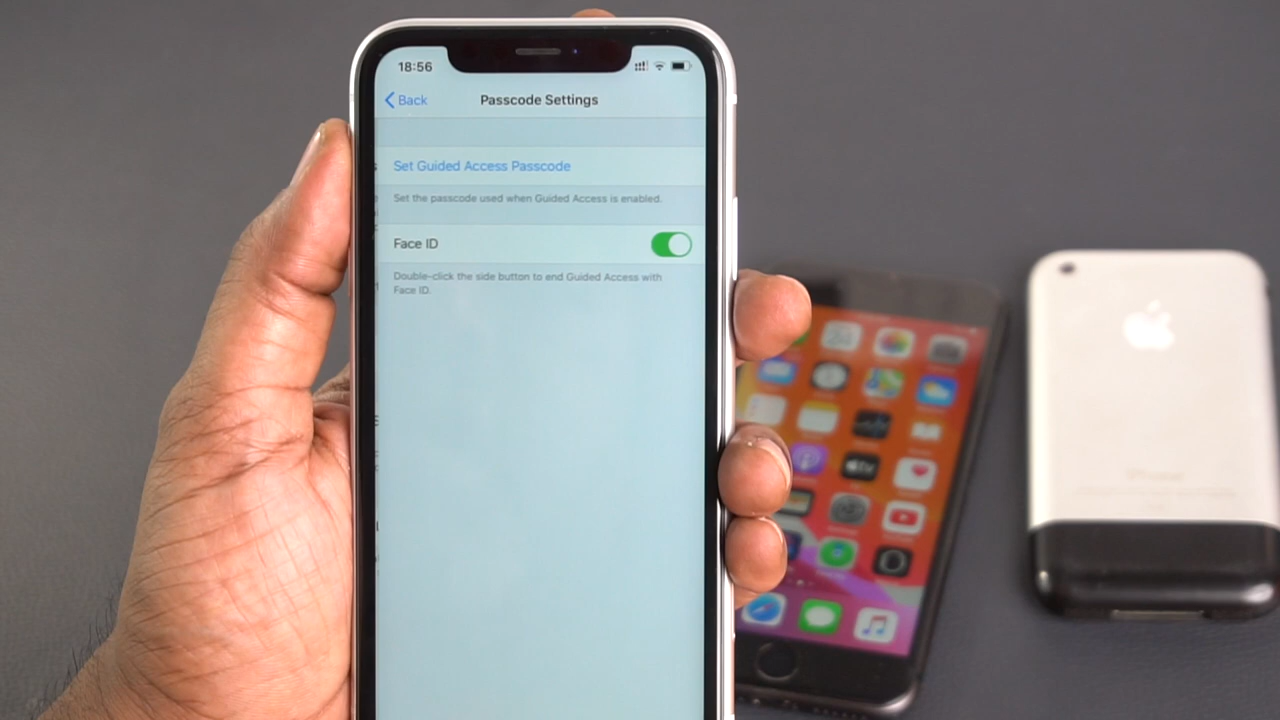 18:56
Back
Passcode Settings
Set Guided Access Passcode
Set the passcode used when Guided Access is enabled.
Face ID
Double-click the side button to end Guided Access with
Face ID.
iPhone